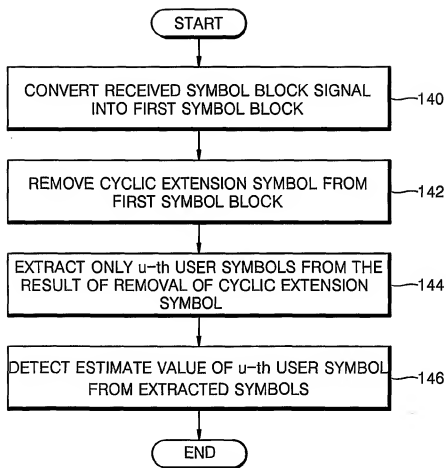 START
CONVERT RECEIVED SYMBOL BLOCK SIGNAL
INTO FIRST SYMBOL BLOCK
140
REMOVE CYCLIC EXTENSION SYMBOL FROM
FIRST SYMBOL BLOCK
142
EXTRACT ONLY u-th USER SYMBOLS FROM THE
RESULT OF REMOVAL OF CYCLIC EXTENSION
SYMBOL
144
DETECT ESTIMATE VALUE OF u-th USER SYMBOL
FROM EXTRACTED SYMBOLS
146
END